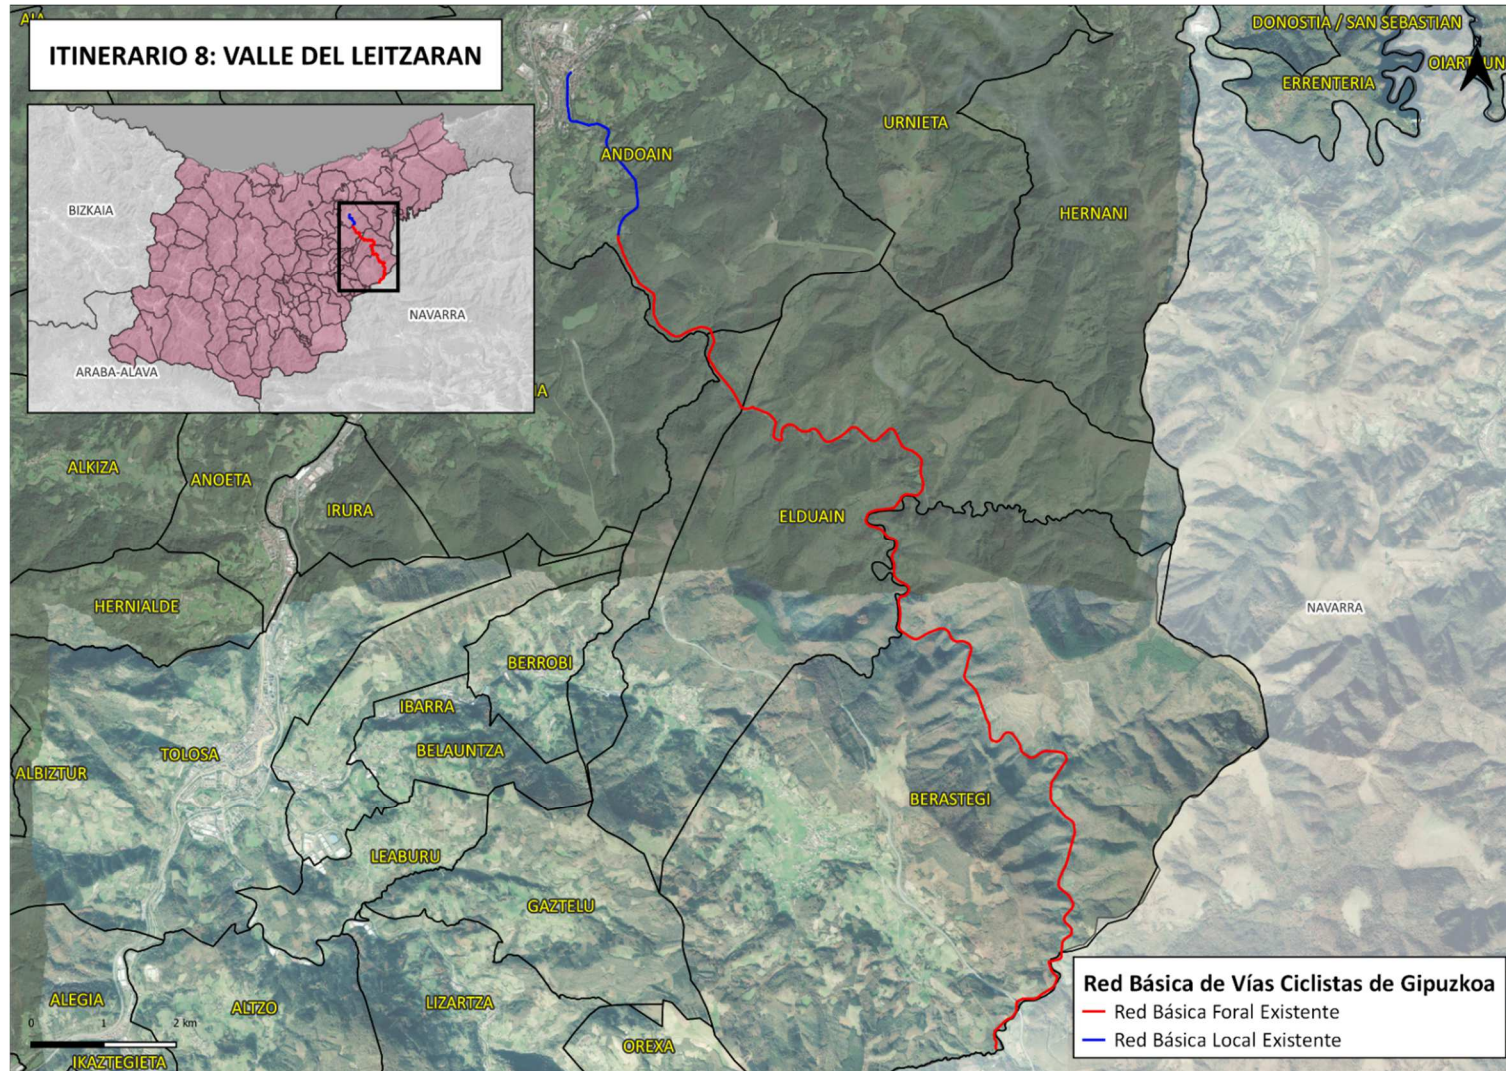 AIA
DONOSTIA / SAN SEBASTIAN
ITINERARIO 8: VALLE DEL LEITZARAN
N
ERRENTERIA
URNIETA
ANDOAIN
HERNANI
BIZKAIA
NAVARRA
ARABA-ALAVA
ALKIZA
ANOETA
IRURA
ELDUAIN
HERNIALDE
NAVARRA
BERROBI
IBARRA
BELAUNTZA
TOLOSA
ALBIZTUR
BERASTEGI
LEABURU
GAZTELU
ALEGIA
ALTZO
LIZARTZA
OREXA
IKAZTEGIETA
0 1 2 km
Red Básica de Vías Ciclistas de Gipuzkoa
Red Básica Foral Existente
Red Básica Local Existente